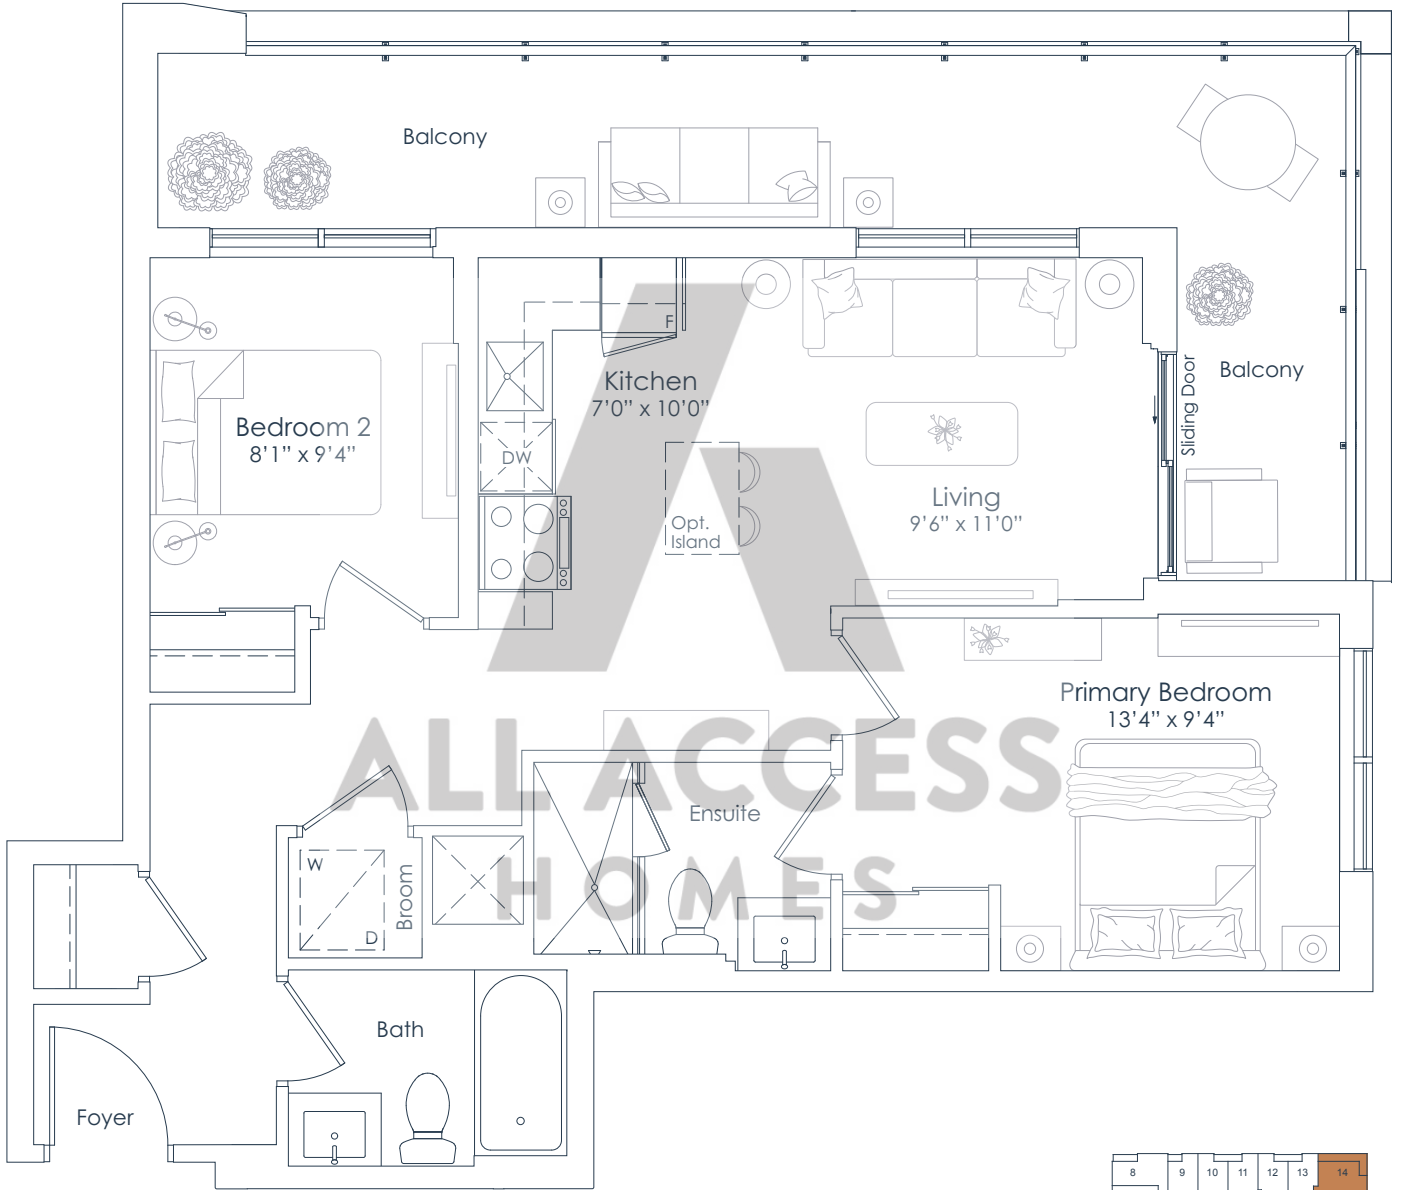 Balcony
Balcony
Sliding Door
F
Kitchen
7'0" x 10'0"
Bedroom 2
8'1" x 9'4"
DW
Living
9'6" x 11'0"
Opt.
Island
Primary Bedroom
13'4" x 9'4"
ALL ACCESS
HOMES
Ensuite
W
D
Broom
Bath
Foyer
8 9 10 11 12 13 14